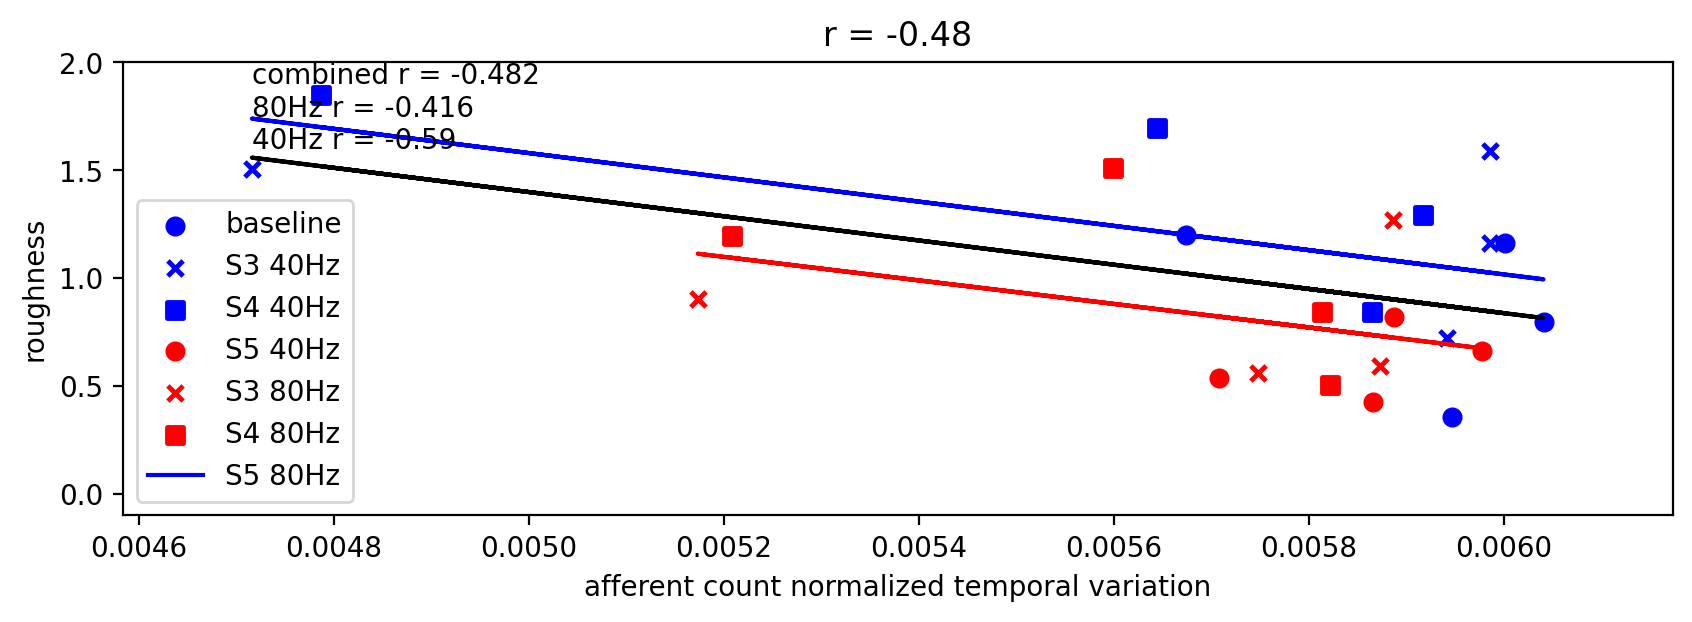 r = -0.48
combined r = -0.482
80Hz r = -0.416
40Hz r = -0.59
2.0
1.5
1.0
0.5
0.0
roughness
baseline
S3 40Hz
S4 40Hz
S5 40Hz
S3 80Hz
S4 80Hz
S5 80Hz
0.0046 0.0048 0.0050 0.0052 0.0054 0.0056 0.0058 0.0060
afferent count normalized temporal variation